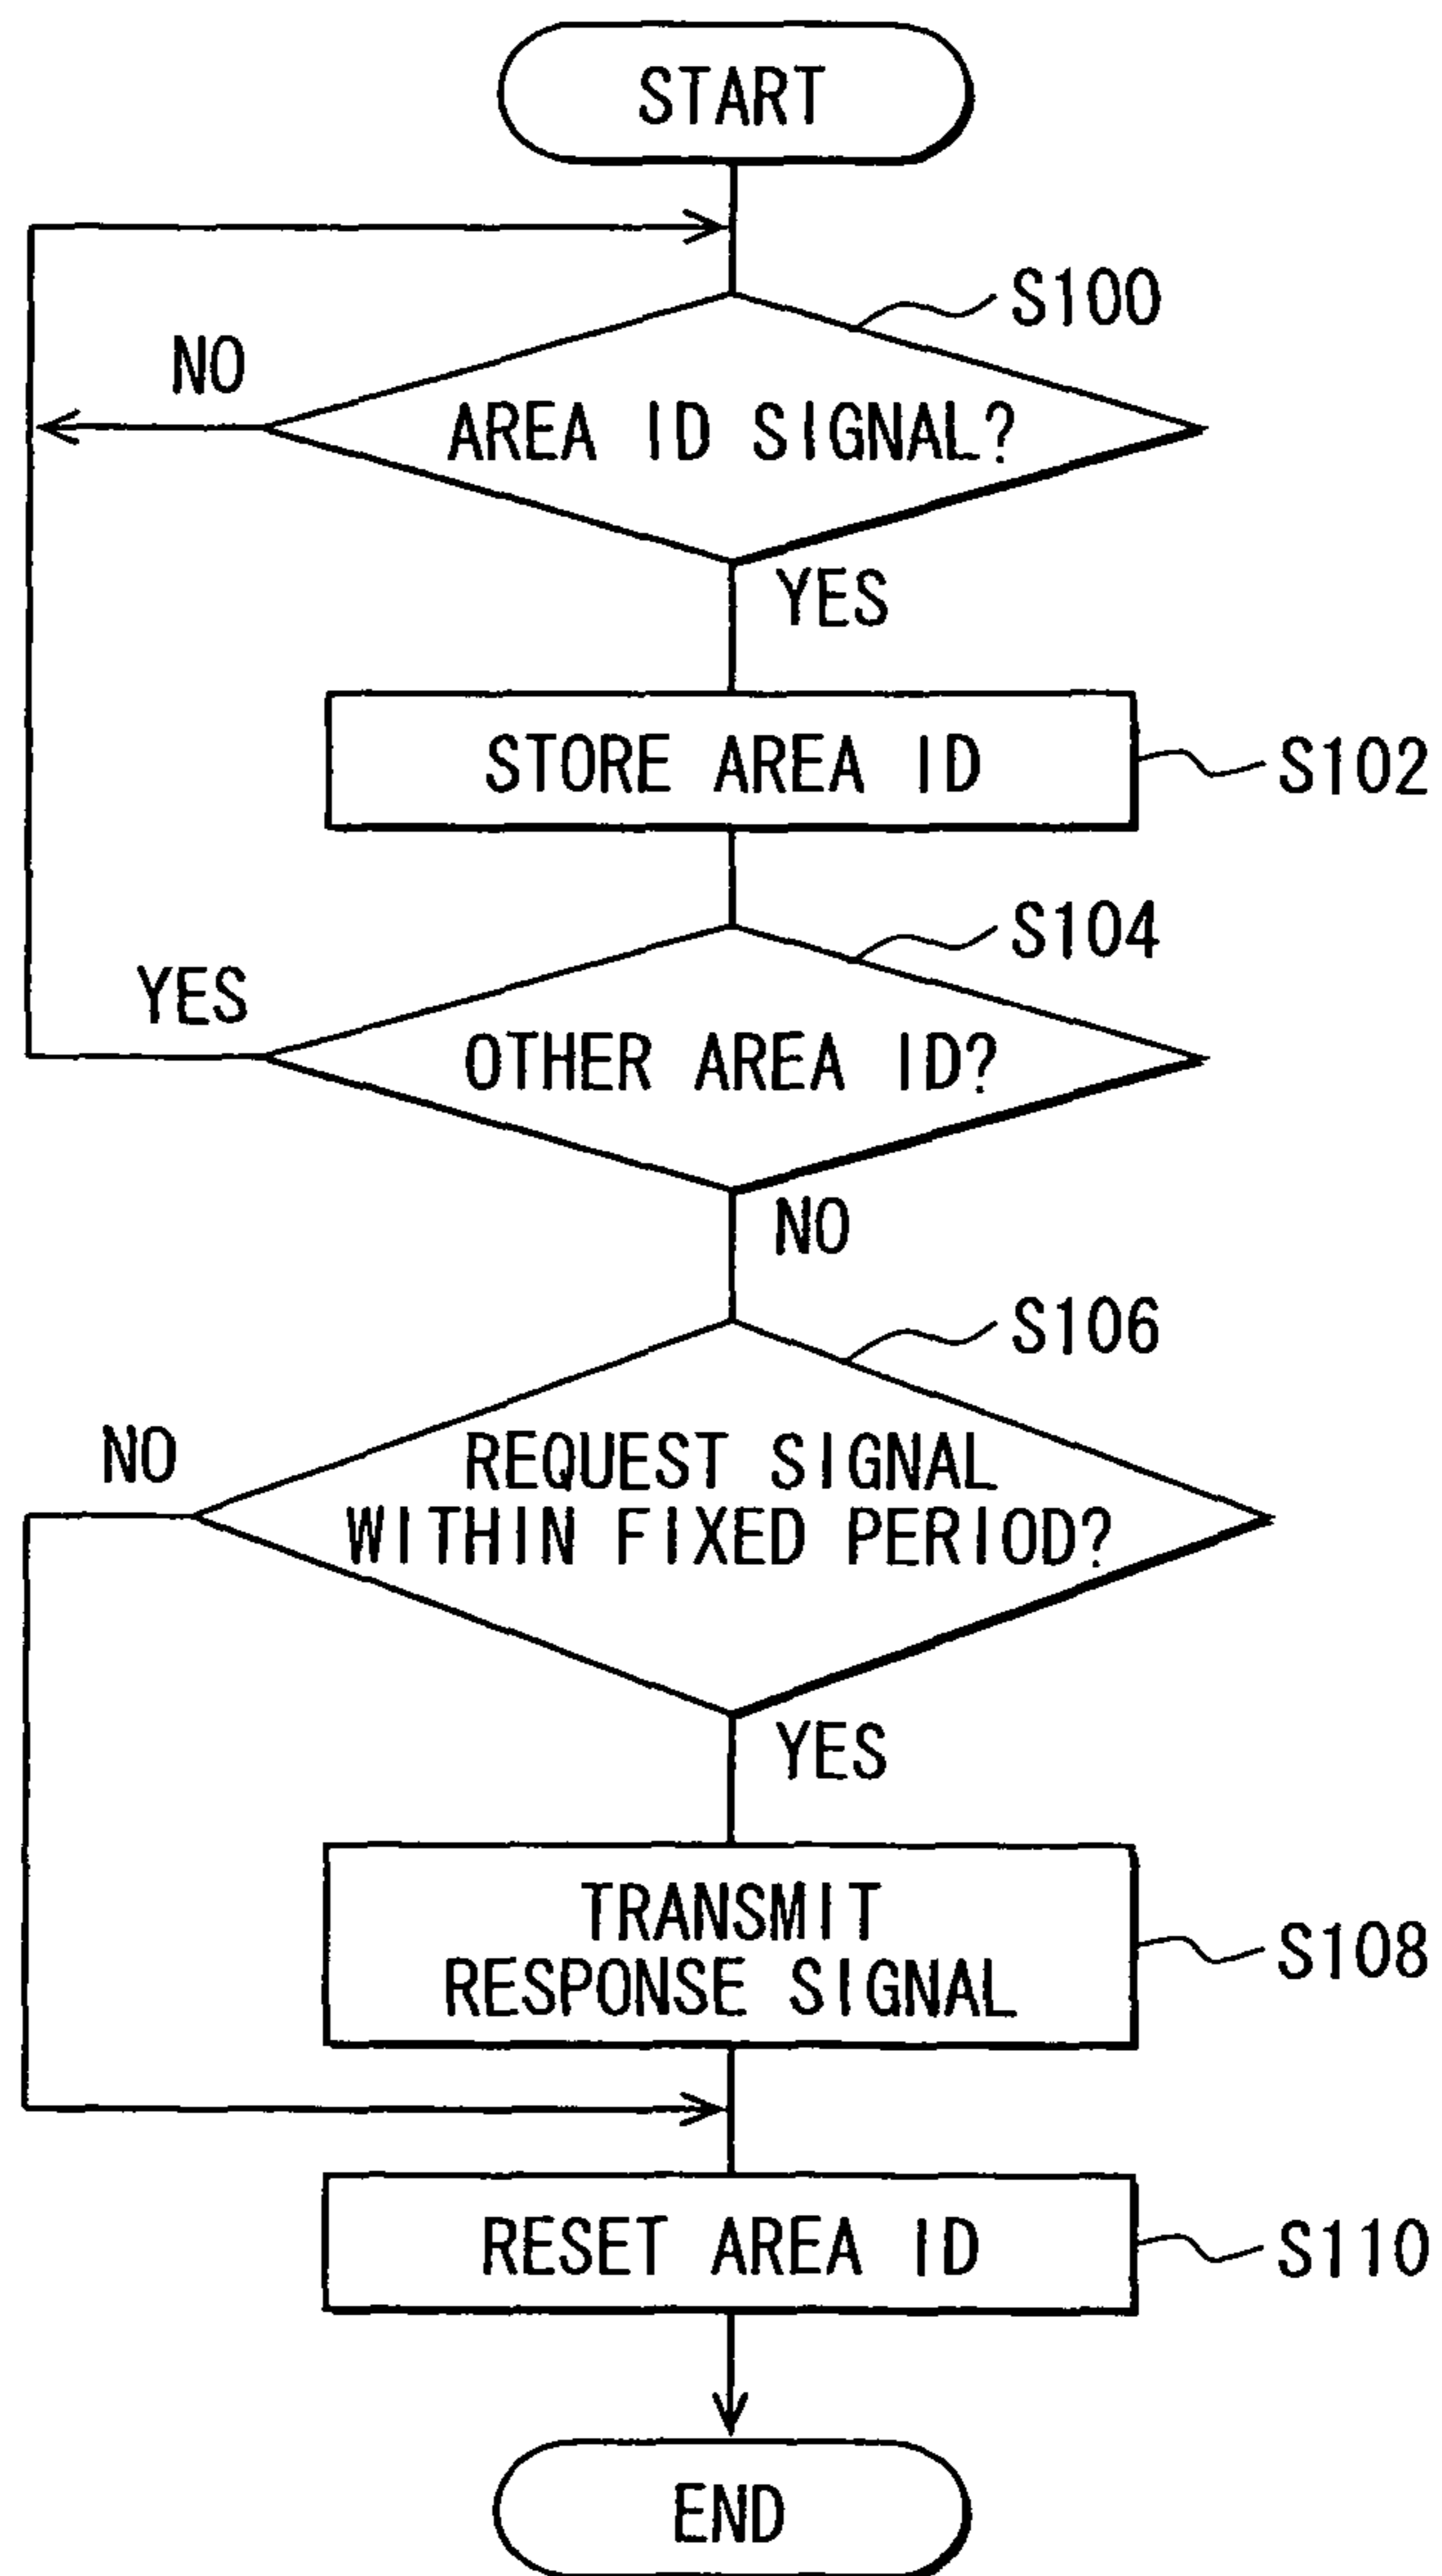 START
S100
NO
AREA ID SIGNAL?
YES
STORE AREA ID
S102
S104
YES
OTHER AREA ID?
NO
S106
NO
REQUEST SIGNAL
WITHIN FIXED PERIOD?
YES
TRANSMIT
RESPONSE SIGNAL
S108
RESET AREA ID
S110
END